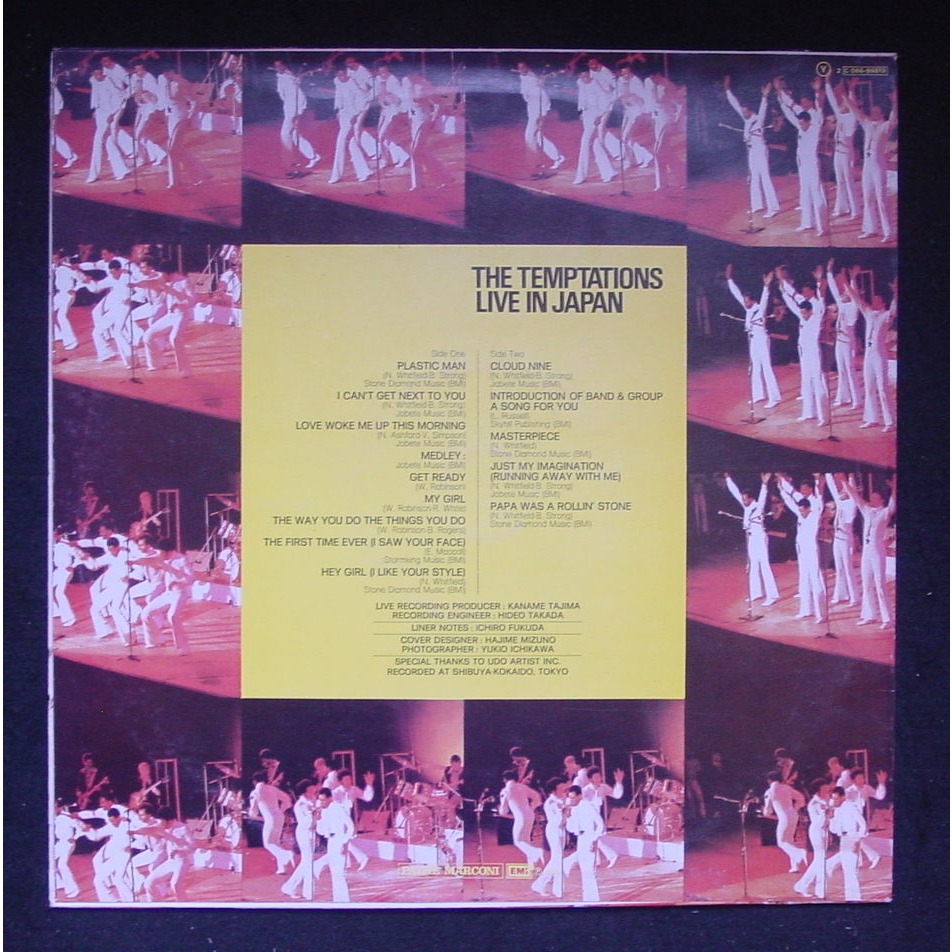 Y 2 C 066-95813
THE TEMPTATIONS
LIVE IN JAPAN
Side One
PLASTIC MAN
(N. Whitfield-B. Strong)
Stone Diamond Music (BMI)
I CAN'T GET NEXT TO YOU
(N. Whitfield-B. Strong)
Jobete Music (BMI)
LOVE WOKE ME UP THIS MORNING
(N. Ashford-V. Simpson)
Jobete Music (BMI)
MEDLEY :
Jobete Music (BMI)
GET READY
(W. Robinson)
MY GIRL
(W. Robinson-R. White)
THE WAY YOU DO THE THINGS YOU DO
(W. Robinson-B. Rogers)
THE FIRST TIME EVER (I SAW YOUR FACE)
(E. Maccoll)
Stormking Music (BMI)
HEY GIRL (I LIKE YOUR STYLE)
(N. Whitfield)
Stone Diamond Music (BMI)
Side Two
CLOUD NINE
(N. Whitfield-B. Strong)
Jobete Music (BMI)
INTRODUCTION OF BAND & GROUP
A SONG FOR YOU
(L. Russell)
Skyhill Publishing (BMI)
MASTERPIECE
(N. Whitfield)
Stone Diamond Music (BMI)
JUST MY IMAGINATION
(RUNNING AWAY WITH ME)
(N. Whitfield-B. Strong)
Jobete Music (BMI)
PAPA WAS A ROLLIN' STONE
(N. Whitfield-B. Strong)
Stone Diamond Music (BMI)
LIVE RECORDING PRODUCER : KANAME TAJIMA
RECORDING ENGINEER : HIDEO TAKADA
LINER NOTES : ICHIRO FUKUDA
COVER DESIGNER : HAJIME MIZUNO
PHOTOGRAPHER : YUKIO ICHIKAWA
SPECIAL THANKS TO UDO ARTIST INC.
RECORDED AT SHIBUYA-KOKAIDO, TOKYO
PATHE MARCONI EMI